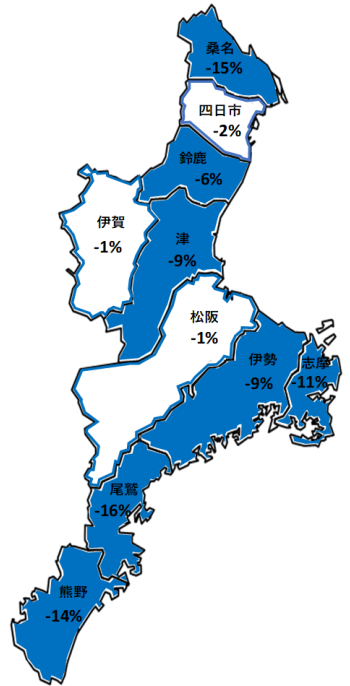 桑名
-15%
四日市
-2%
鈴鹿
-6%
伊賀
-1%
津
-9%
松阪
-1%
伊勢
-9%
志摩
-11%
尾鷲
-16%
熊野
-14%